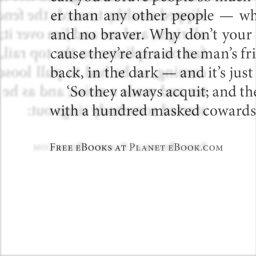 er than any other people — wh
and no braver. Why don't your
cause they're afraid the man's fri
back, in the dark — and it's just
'So they always acquit; and the
with a hundred masked cowards
Free eBooks at Planet eBook.com